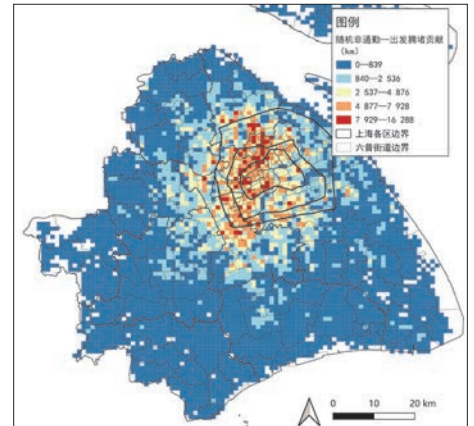 图例
随机非通勤—出发拥堵贡献
(km)
0—839
840—2 536
2 537—4 876
4 877—7 928
7 929—16 288
上海各区边界
六普街道边界
0 10 20 km